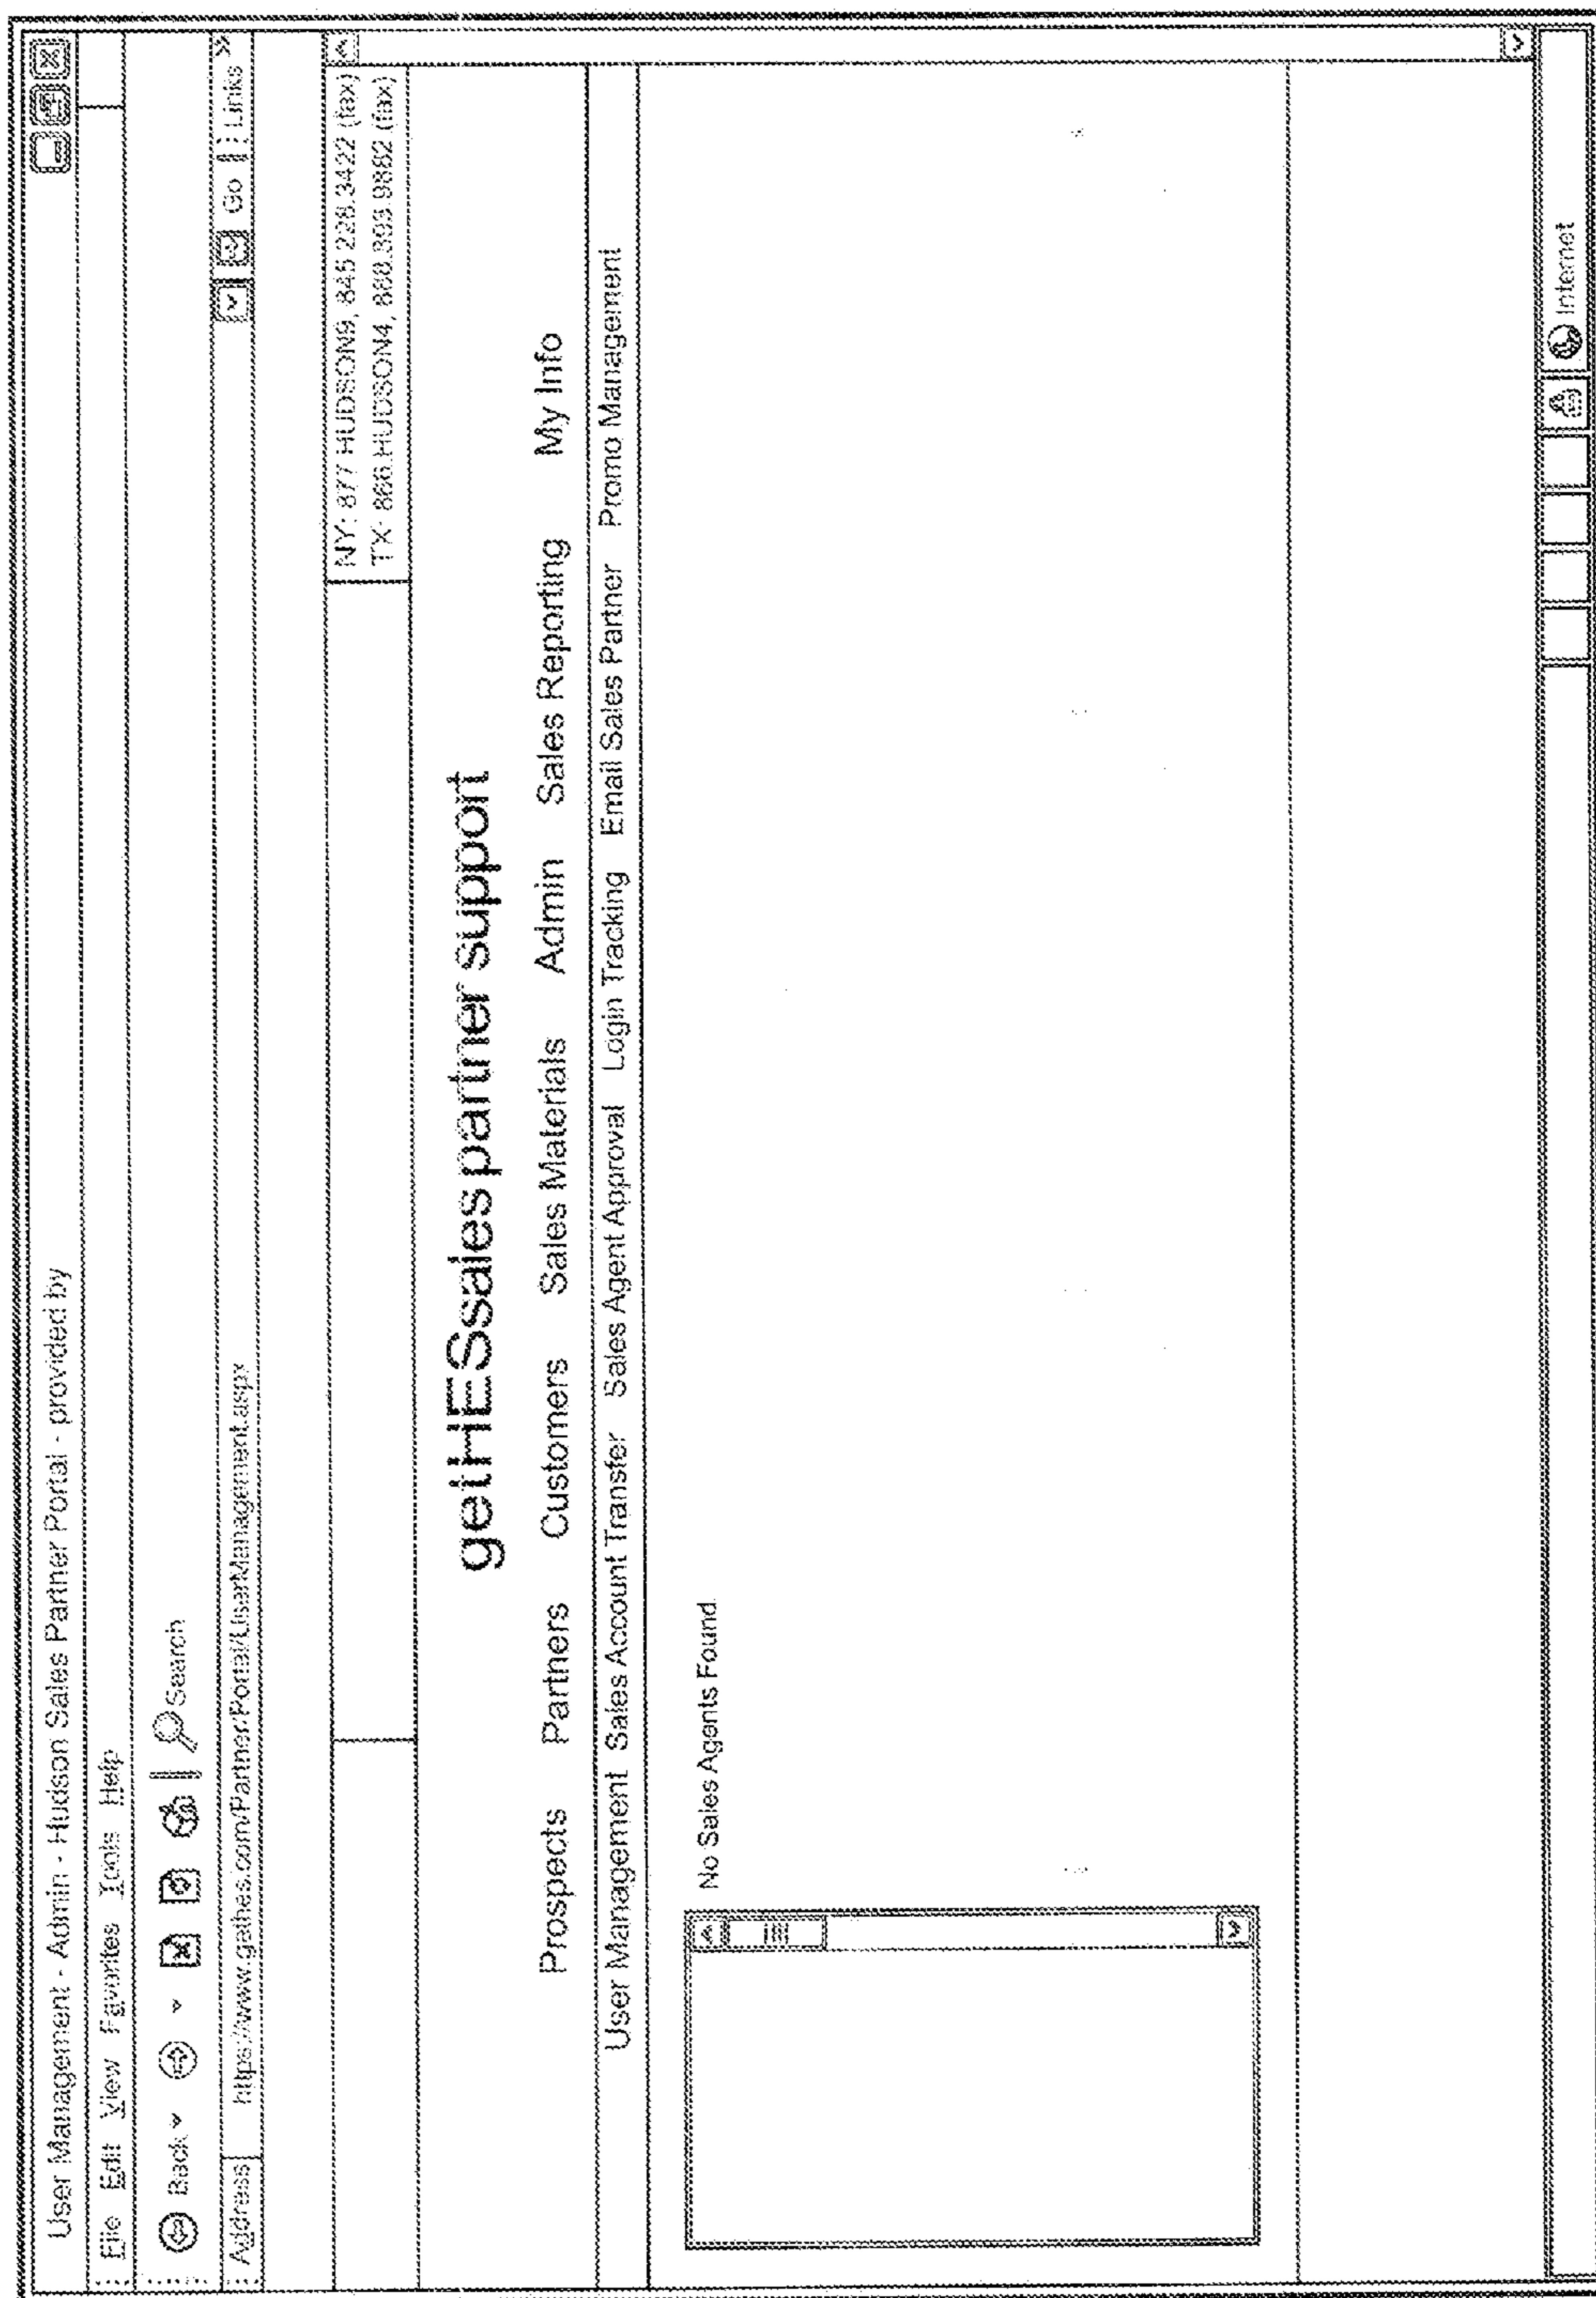 User Management - Admin - Hudson Sales Partner Portal - provided by
File Edit View Favorites Tools Help
Back Search
Address https://www.gethes.com/Partner/Portal/UserManagement.aspx Go Links »
NY: 877 HUDSON9, 845 228.3422 (fax)
TX: 866.HUDSON4, 888.893.9882 (fax)
getHESsales partner support
Prospects Partners Customers Sales Materials Admin Sales Reporting My Info
User Management Sales Account Transfer Sales Agent Approval Login Tracking Email Sales Partner Promo Management
No Sales Agents Found.
Internet